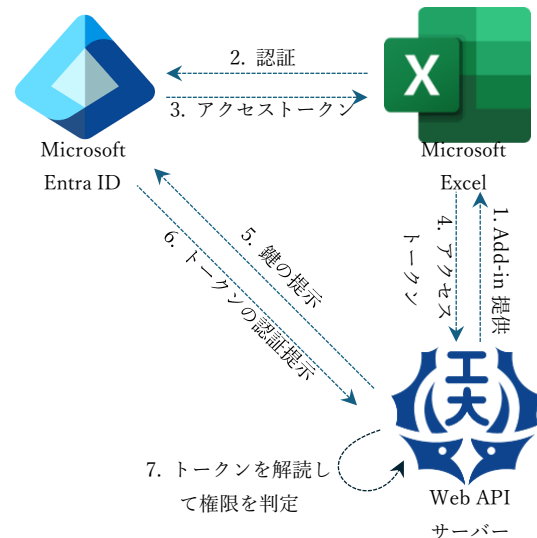 2. 認証
3. アクセストークン
X
Microsoft
Entra ID
Microsoft
Excel
1. Add-in 提供
4. アクセス
トークン
5. 鍵の提示
6. トークンの認証提示
工
大
7. トークンを解読し
て権限を判定
Web API
サーバー